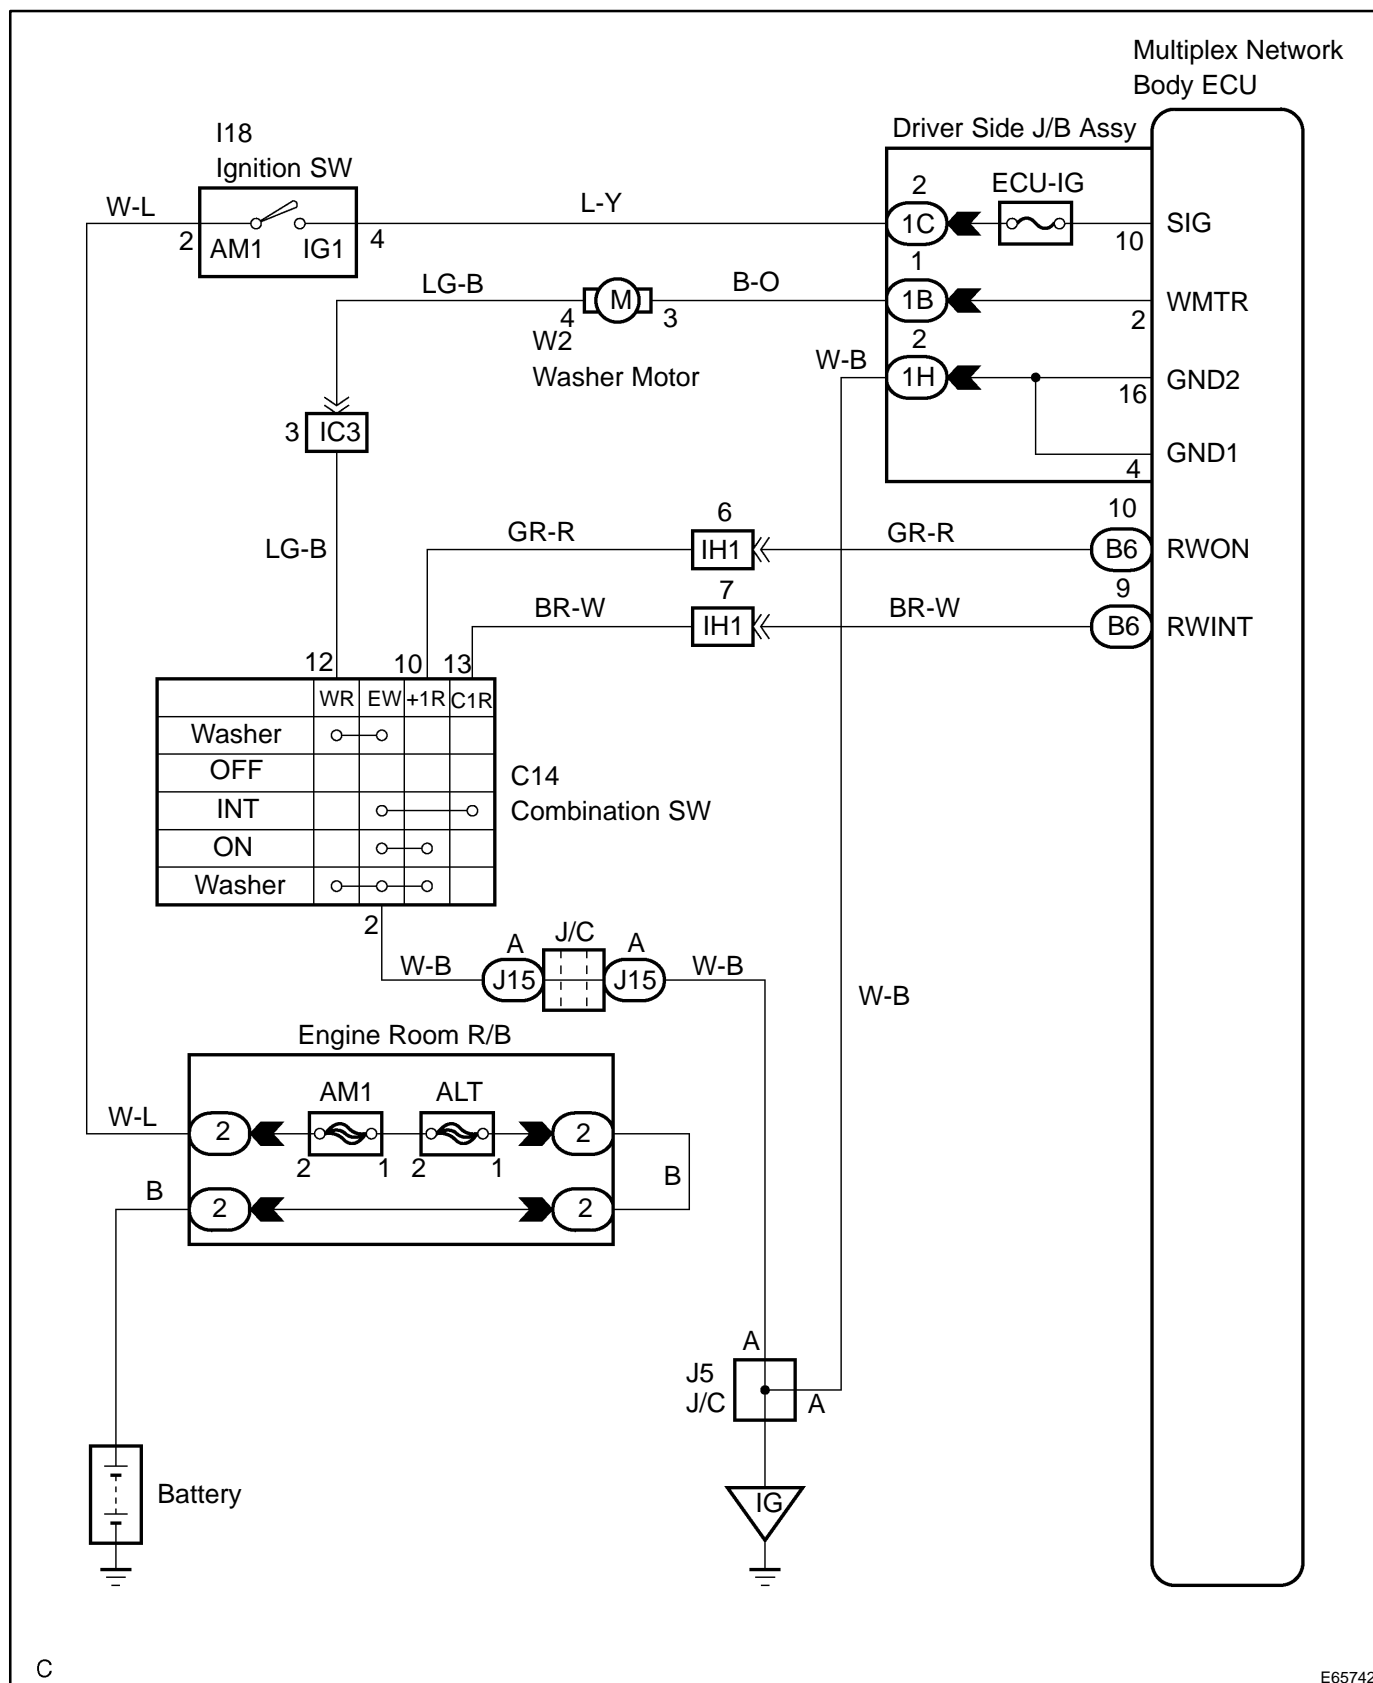 Multiplex Network
Body ECU
I18
Ignition SW
Driver Side J/B Assy
W-L
2
AM1
IG1
4
L-Y
2
1C
ECU-IG
10
SIG
LG-B
4
M
3
B-O
1
1B
2
WMTR
W2
Washer Motor
W-B
2
1H
16
GND2
3
IC3
4
GND1
LG-B
GR-R
6
IH1
GR-R
10
B6
RWON
BR-W
7
IH1
BR-W
9
B6
RWINT
12
10
13
WR
EW
+1R
C1R
Washer
OFF
INT
ON
Washer
C14
Combination SW
2
W-B
A
J15
J/C
A
J15
W-B
W-B
Engine Room R/B
AM1
ALT
W-L
2
2
1
2
1
2
B
B
2
2
A
J5
J/C
A
Battery
IG
C
E65742